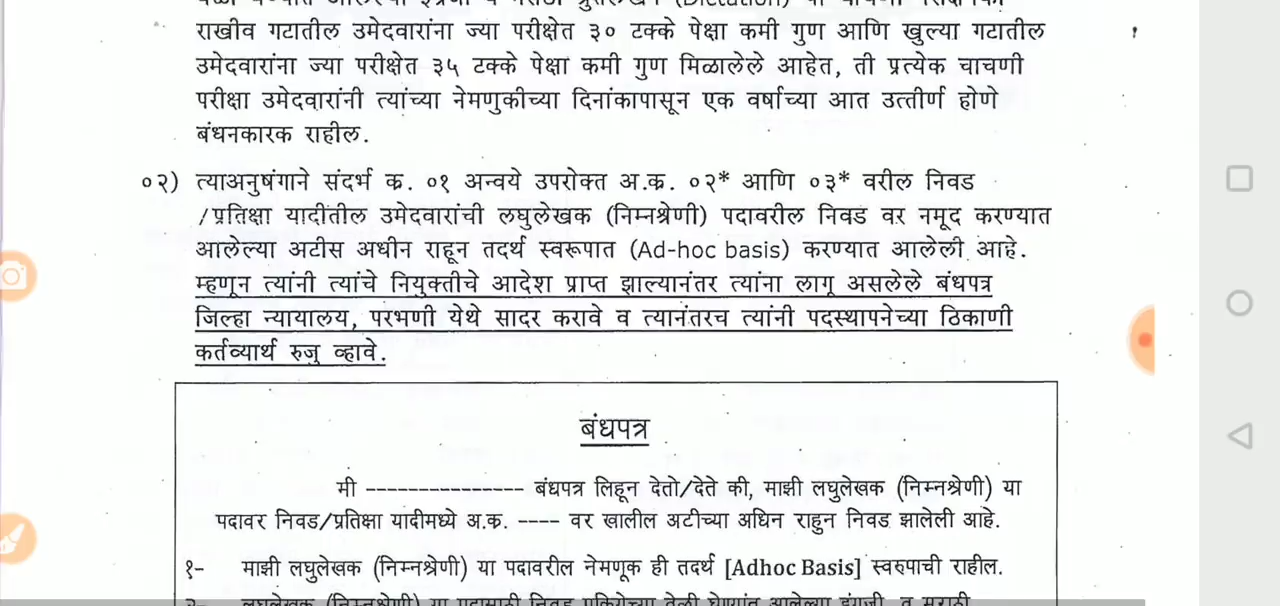 राखीव गटातील उमेदवारांना ज्या परीक्षेत ३० टक्के पेक्षा कमी गुण आणि खुल्या गटातील
उमेदवारांना ज्या परीक्षेत ३५ टक्के पेक्षा कमी गुण मिळालेले आहेत, ती प्रत्येक चाचणी
परीक्षा उमेदवारांनी त्यांच्या नेमणुकीच्या दिनांकापासून एक वर्षाच्या आत उत्तीर्ण होणे
बंधनकारक राहील.
०२) त्याअनुषंगाने संदर्भ क्र. ०१ अन्वये उपरोक्त अ.क्र. ०२* आणि ०३* वरील निवड
/प्रतिक्षा यादीतील उमेदवारांची लघुलेखक (निम्नश्रेणी) पदावरील निवड वर नमूद करण्यात
आलेल्या अटीस अधीन राहून तदर्थ स्वरूपात (Ad-hoc basis) करण्यात आलेली आहे.
म्हणून त्यांनी त्यांचे नियुक्तीचे आदेश प्राप्त झाल्यानंतर त्यांना लागू असलेले बंधपत्र
जिल्हा न्यायालय, परभणी येथे सादर करावे व त्यानंतरच त्यांनी पदस्थापनेच्या ठिकाणी
कर्तव्यार्थ रुजु व्हावे.
बंधपत्र
मी --------------- बंधपत्र लिहून देतो/देते की, माझी लघुलेखक (निम्नश्रेणी) या
पदावर निवड/प्रतिक्षा यादीमध्ये अ.क्र. ---- वर खालील अटीच्या अधिन राहुन निवड झालेली आहे.
१- माझी लघुलेखक (निम्नश्रेणी) या पदावरील नेमणूक ही तदर्थ [Adhoc Basis] स्वरुपाची राहील.